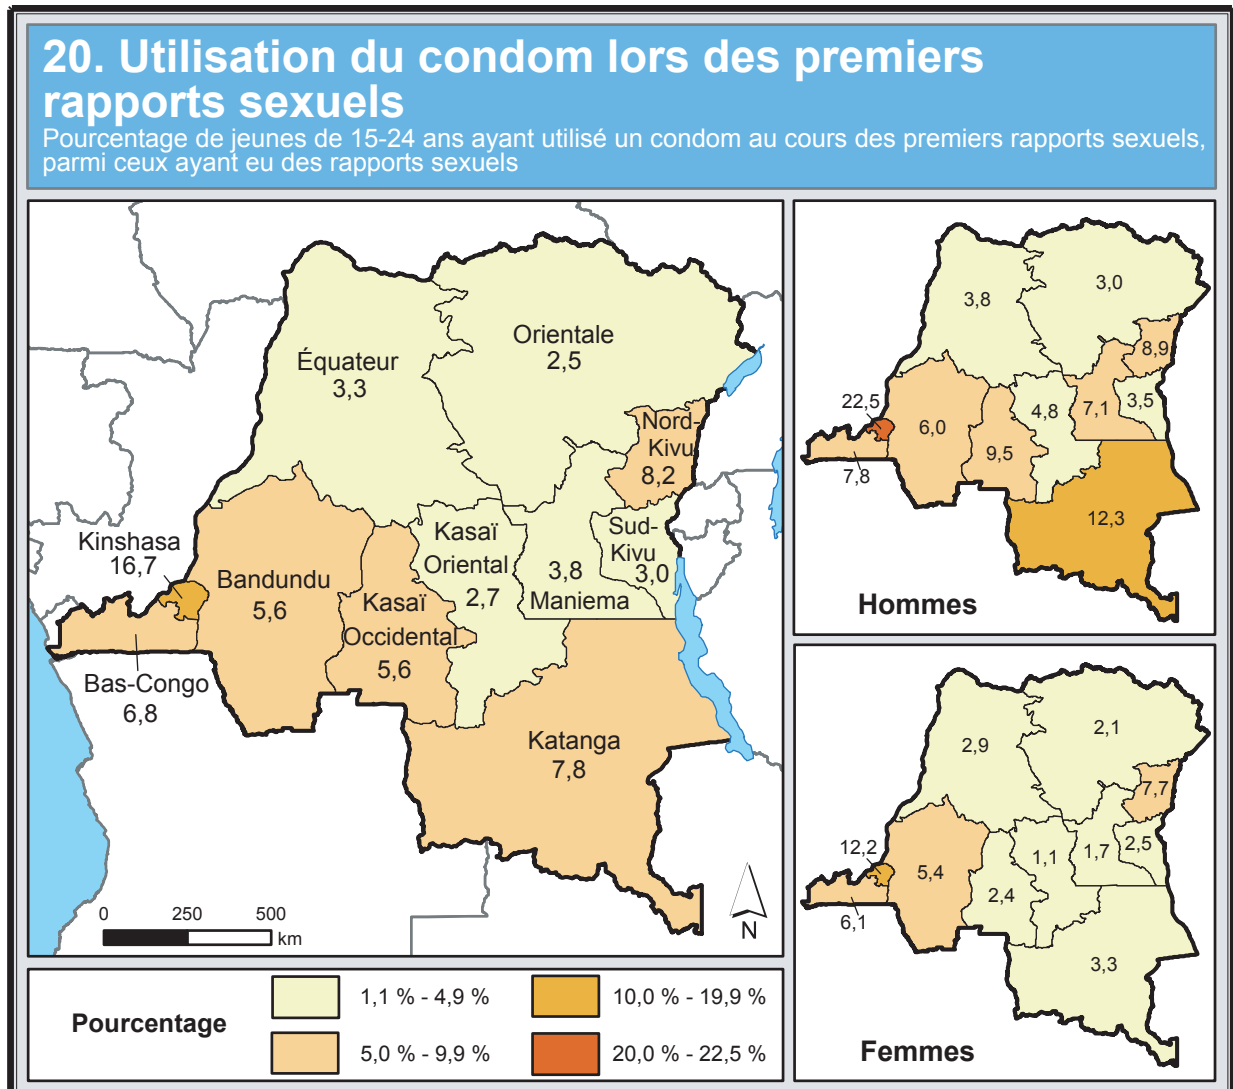 20. Utilisation du condom lors des premiers
rapports sexuels
Pourcentage de jeunes de 15-24 ans ayant utilisé un condom au cours des premiers rapports sexuels,
parmi ceux ayant eu des rapports sexuels
Équateur
3,3
Orientale
2,5
Nord-
Kivu
8,2
Kinshasa
16,7
Bandundu
5,6
Kasaï
Occidental
5,6
Kasaï
Oriental
2,7
3,8
Maniema
Sud-
Kivu
3,0
Bas-Congo
6,8
Katanga
7,8
0 250 500
km
N
3,8
3,0
8,9
22,5
6,0
9,5
4,8
7,1
3,5
7,8
12,3
Hommes
2,9
2,1
7,7
12,2
5,4
2,4
1,1
1,7
2,5
6,1
3,3
Femmes
Pourcentage
1,1 % - 4,9 %
5,0 % - 9,9 %
10,0 % - 19,9 %
20,0 % - 22,5 %